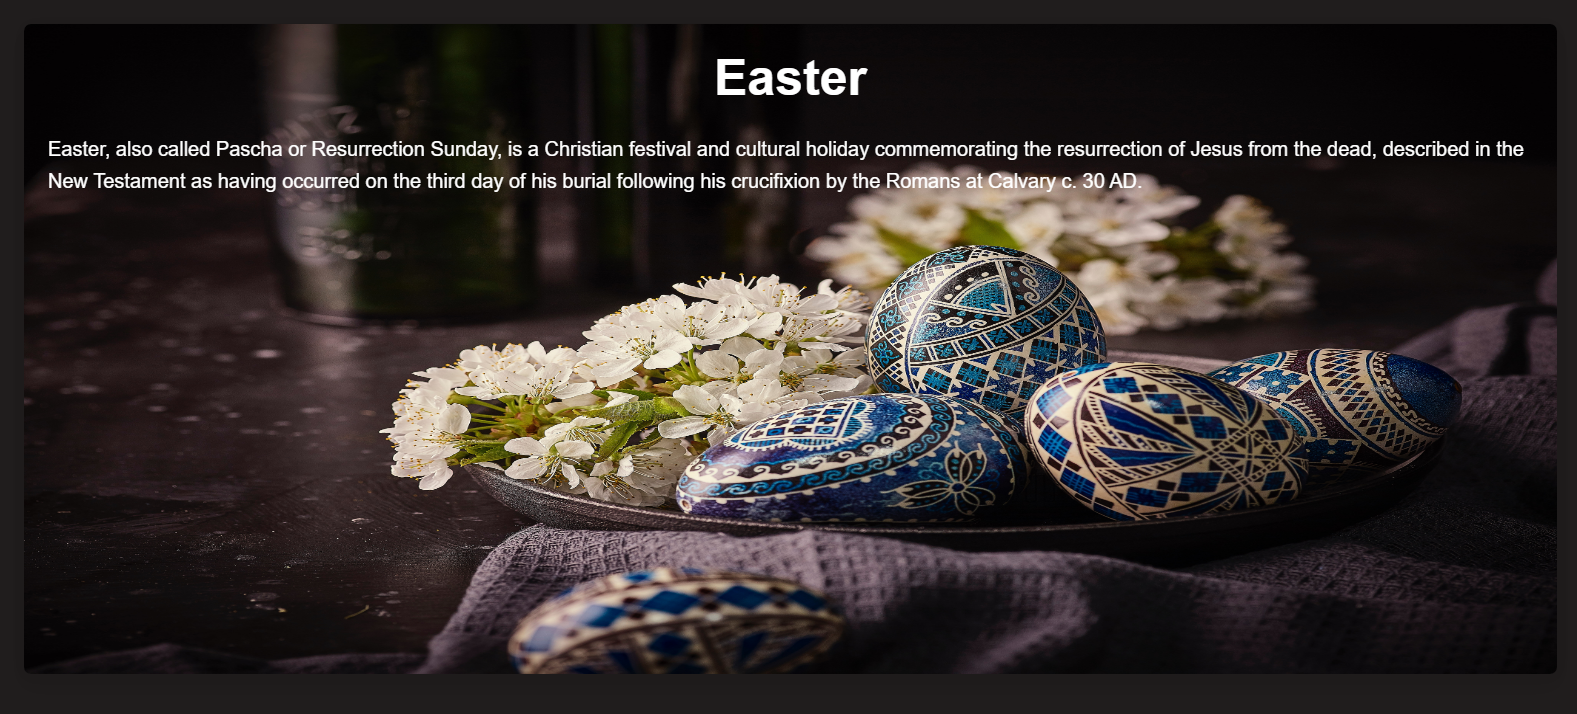 Easter
Easter, also called Pascha or Resurrection Sunday, is a Christian festival and cultural holiday commemorating the resurrection of Jesus from the dead, described in the
New Testament as having occurred on the third day of his burial following his crucifixion by the Romans at Calvary c. 30 AD.